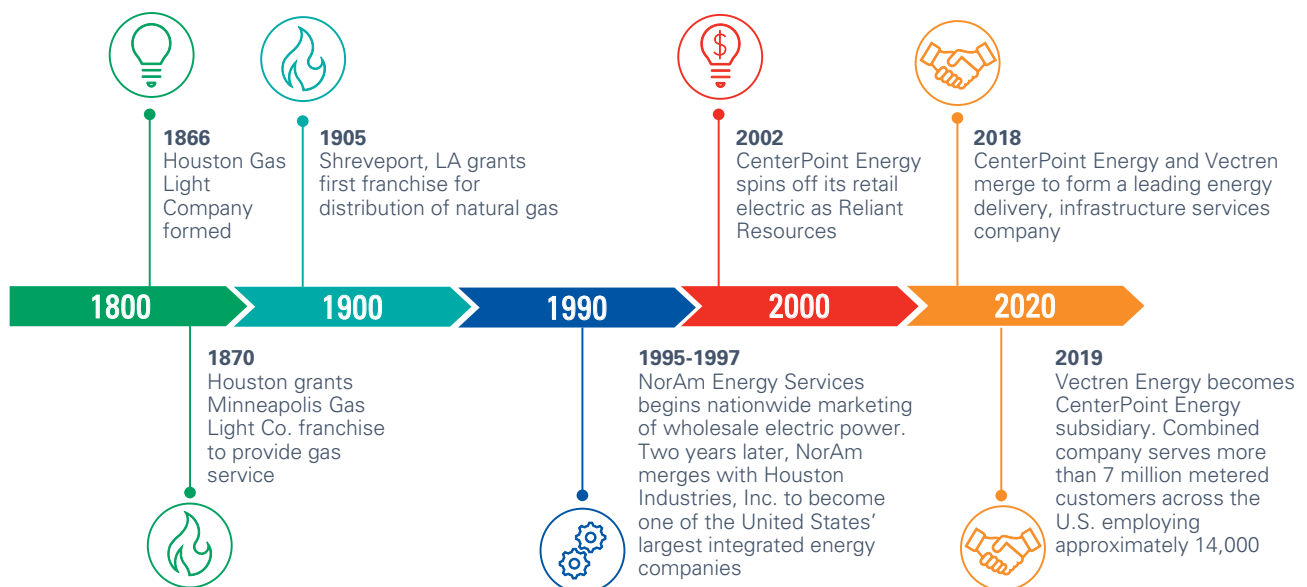 $
1866
Houston Gas
Light
Company
formed
1905
Shreveport, LA grants
first franchise for
distribution of natural gas
2002
CenterPoint Energy
spins off its retail
electric as Reliant
Resources
2018
CenterPoint Energy and Vectren
merge to form a leading energy
delivery, infrastructure services
company
1800
1900
1990
2000
2020
1870
Houston grants
Minneapolis Gas
Light Co. franchise
to provide gas
service
1995-1997
NorAm Energy Services
begins nationwide marketing
of wholesale electric power.
Two years later, NorAm
merges with Houston
Industries, Inc. to become
one of the United States’
largest integrated energy
companies
2019
Vectren Energy becomes
CenterPoint Energy
subsidiary. Combined
company serves more
than 7 million metered
customers across the
U.S. employing
approximately 14,000